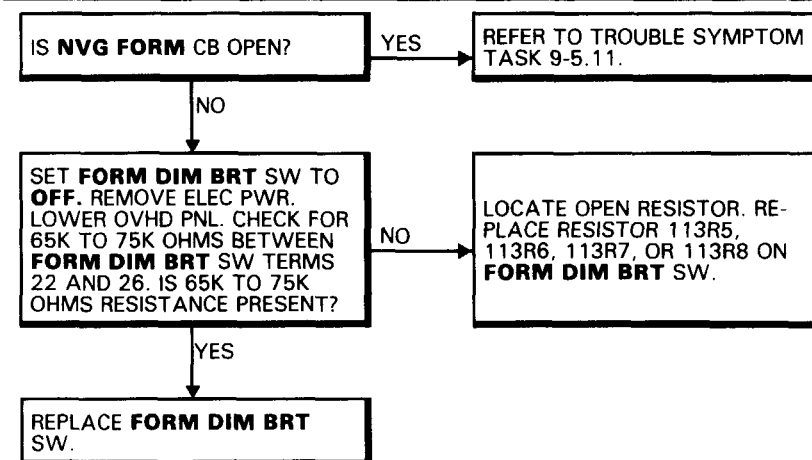 IS NVG FORM CB OPEN?
YES
REFER TO TROUBLE SYMPTOM
TASK 9-5.11.
NO
SET FORM DIM BRT SW TO
OFF. REMOVE ELEC PWR.
LOWER OVHD PNL. CHECK FOR
65K TO 75K OHMS BETWEEN
FORM DIM BRT SW TERMS
22 AND 26. IS 65K TO 75K
OHMS RESISTANCE PRESENT?
NO
LOCATE OPEN RESISTOR. RE-
PLACE RESISTOR 113R5,
113R6, 113R7, OR 113R8 ON
FORM DIM BRT SW.
YES
REPLACE FORM DIM BRT
SW.